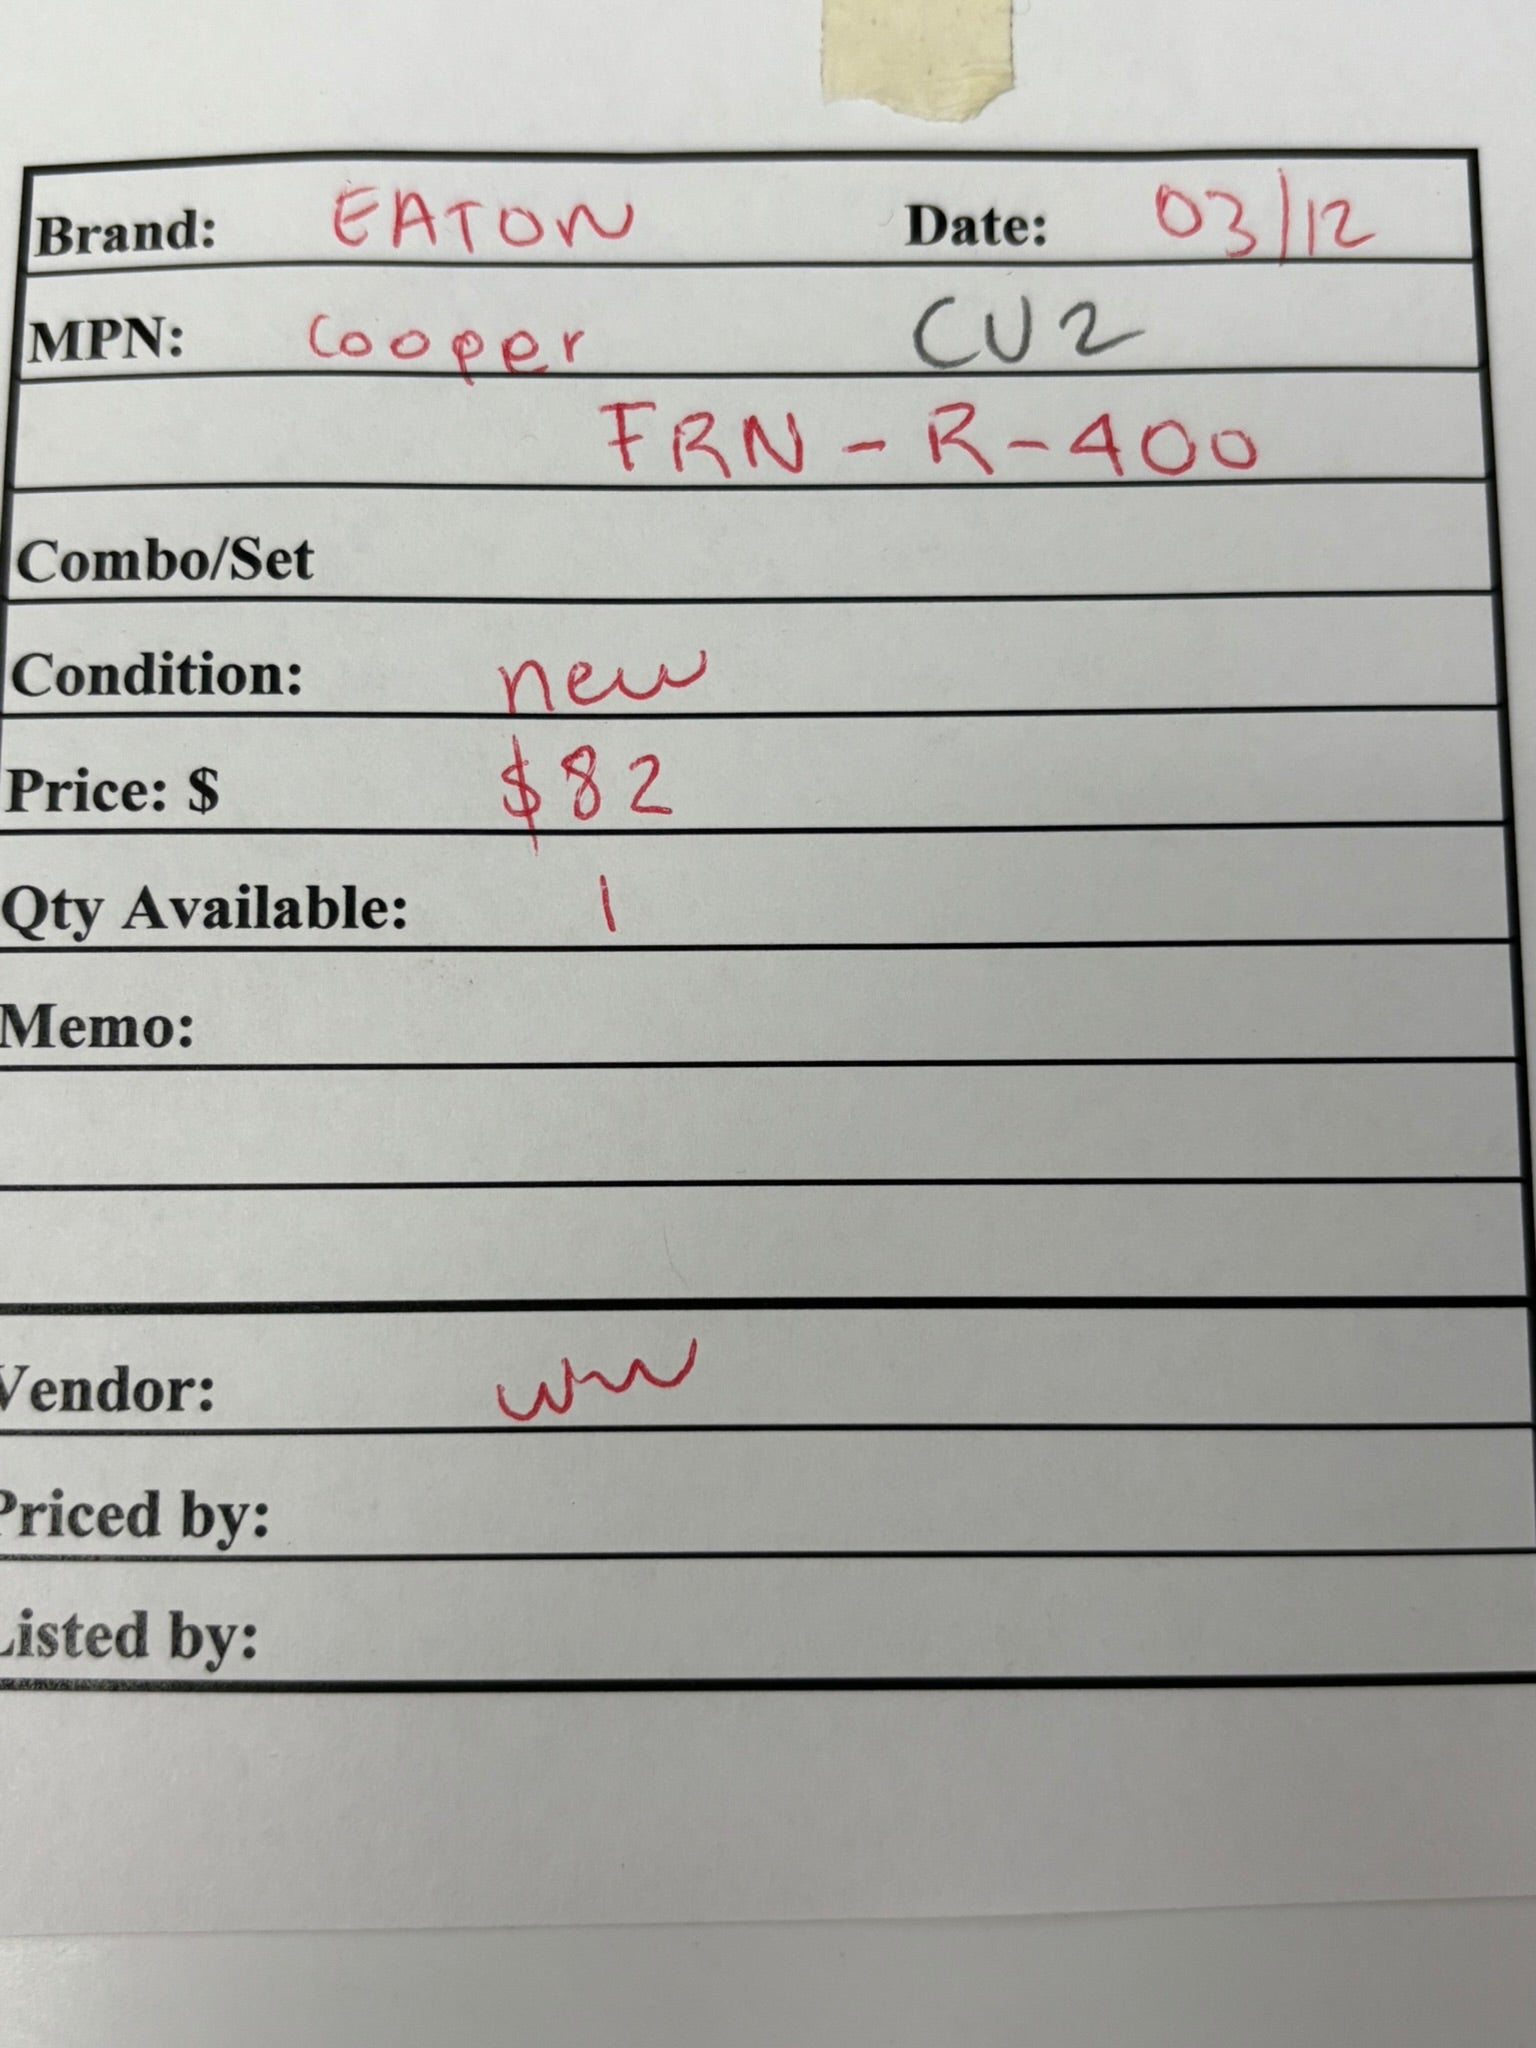 Brand: EATON Date: 03/12
MPN: Cooper CU2
FRN-R-400
Combo/Set
Condition: new
Price: $ $82
Qty Available: 1
Memo:
Vendor: ww
Priced by:
Listed by: